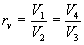 r_v = V_1/V_2 = V_4/V_3